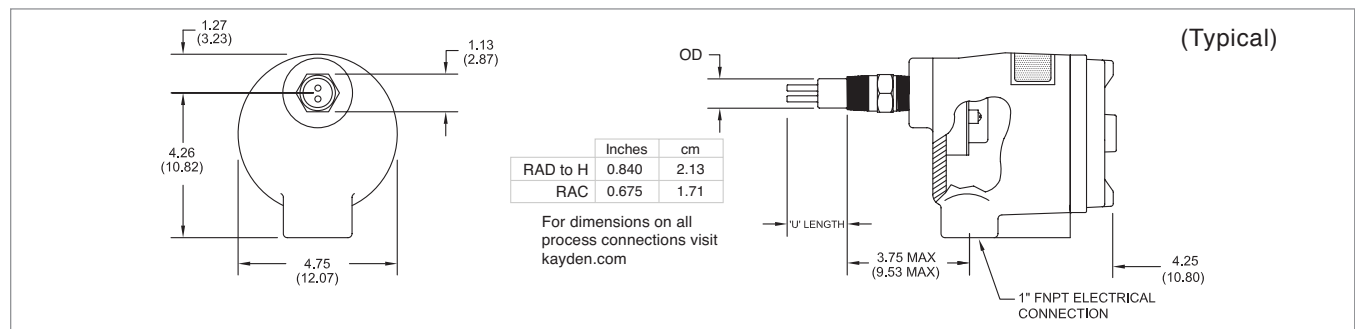 1.27
(3.23)
1.13
(2.87)
4.26
(10.82)
4.75
(12.07)
Inches cm
RAD to H 0.840 2.13
RAC 0.675 1.71
For dimensions on all
process connections visit
kayden.com
(Typical)
OD
'U' LENGTH
3.75 MAX
(9.53 MAX)
4.25
(10.80)
1" FNPT ELECTRICAL
CONNECTION